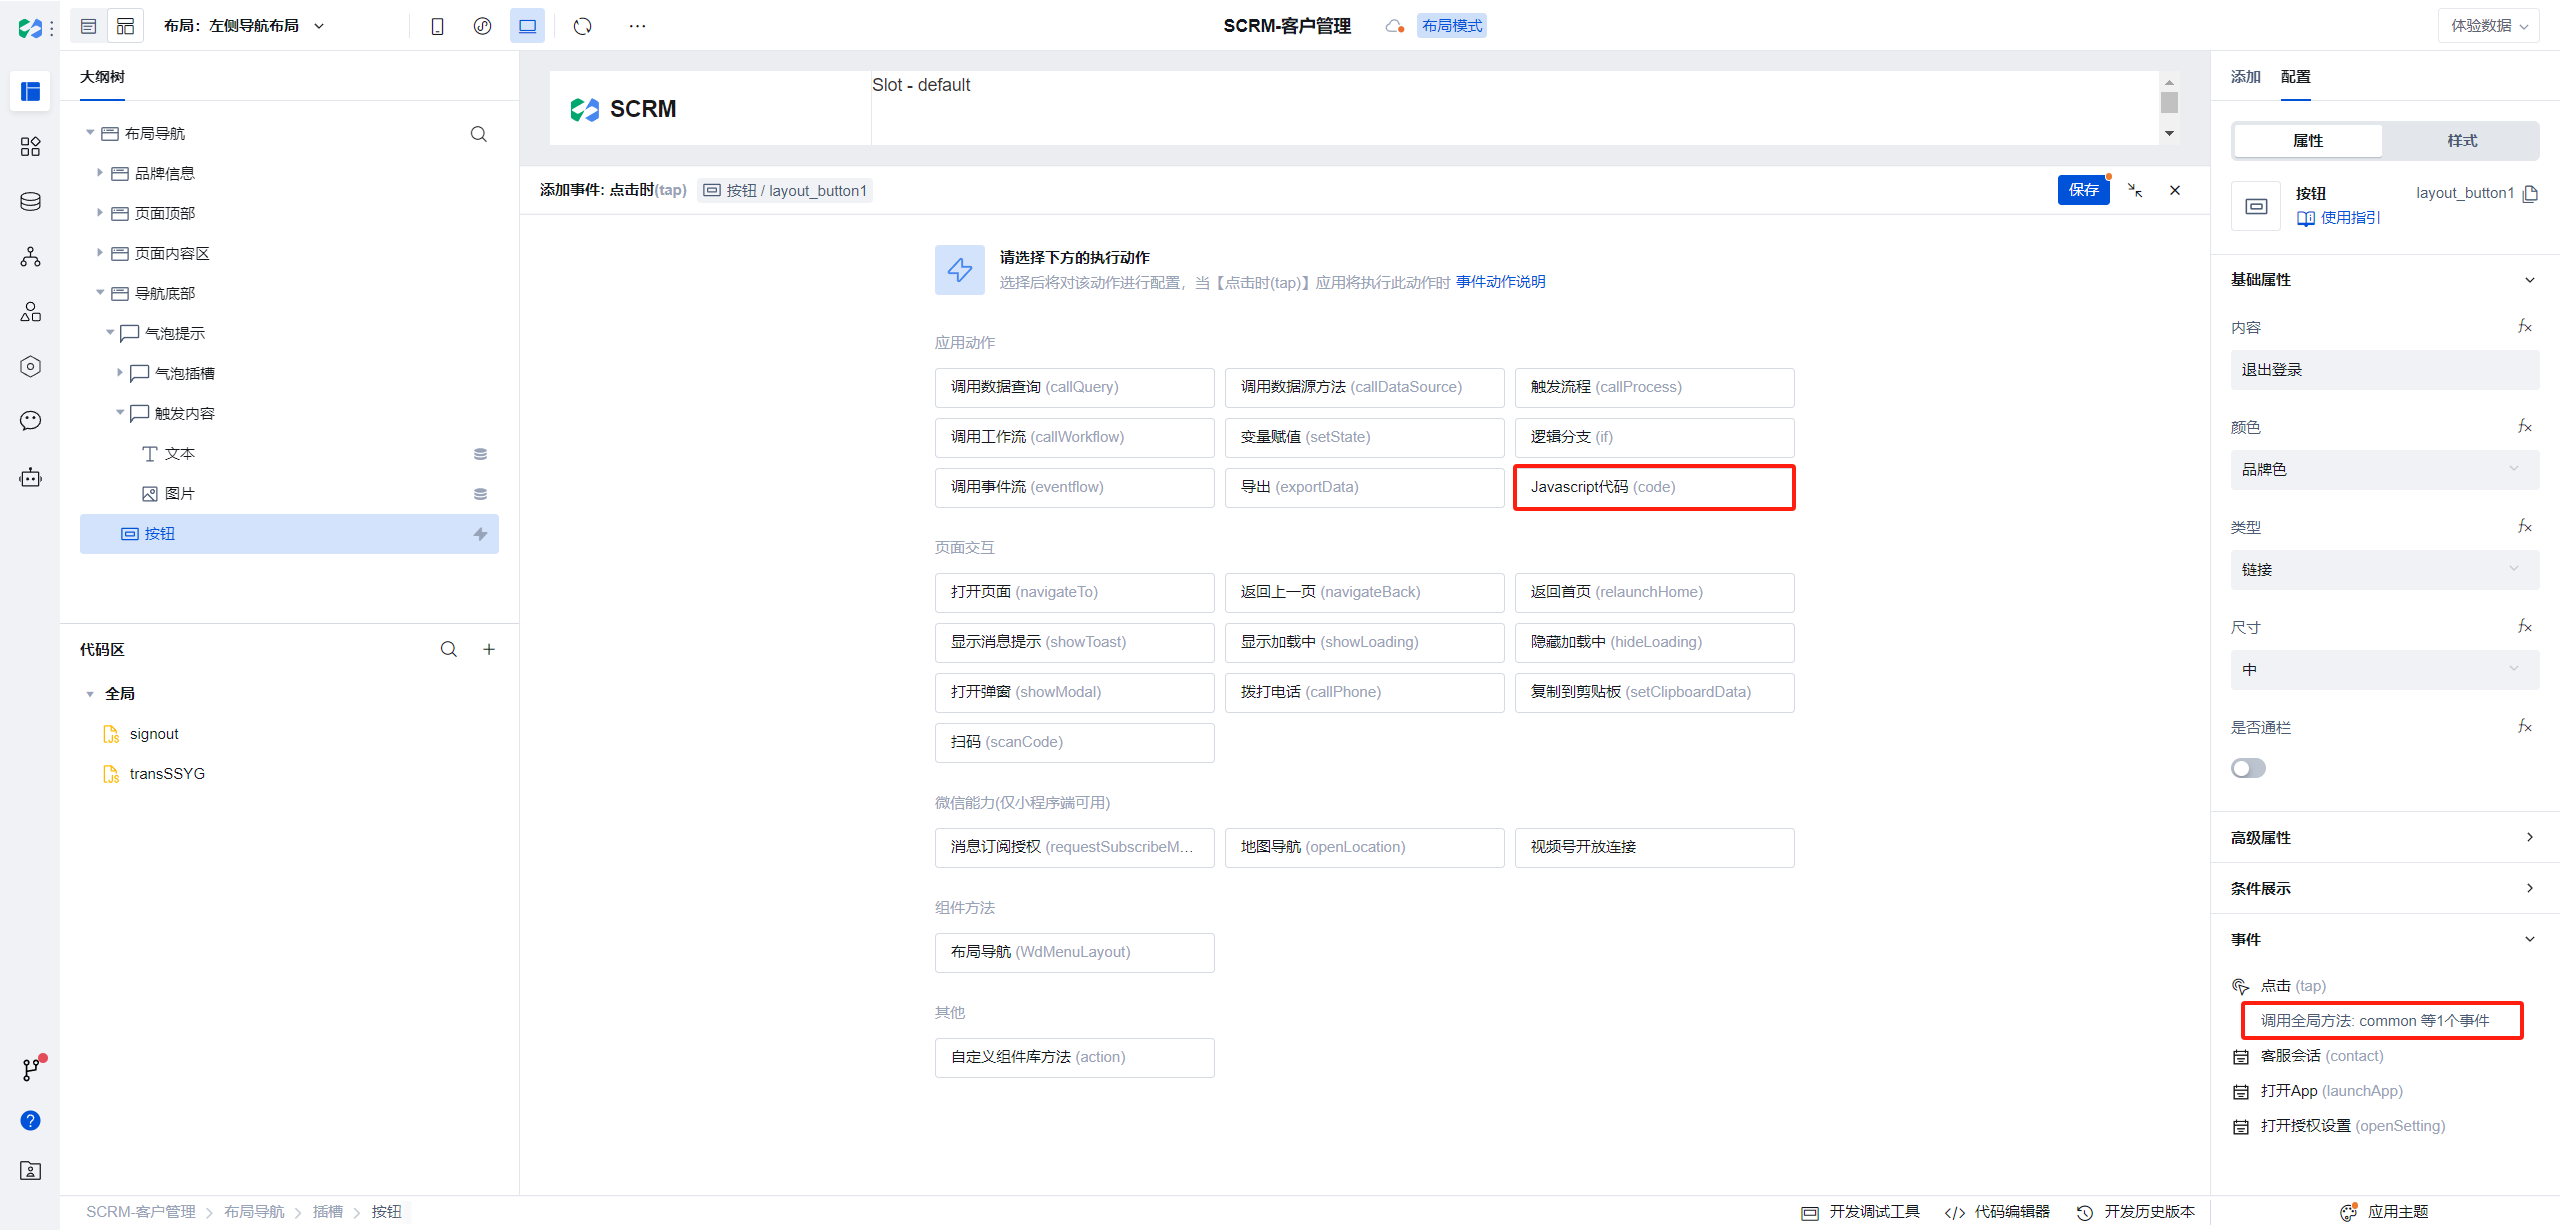 布局：左侧导航布局
SCRM-客户管理
布局模式
体验数据
大纲树
布局导航
品牌信息
页面顶部
页面内容区
导航底部
气泡提示
气泡插槽
触发内容
文本
图片
按钮
代码区
全局
signout
transSSYG
SCRM
Slot - default
添加事件: 点击时(tap)
按钮 / layout_button1
保存
请选择下方的执行动作
选择后将对该动作进行配置，当【点击时(tap)】应用将执行此动作时 事件动作说明
应用动作
调用数据查询 (callQuery)
调用数据源方法 (callDataSource)
触发流程 (callProcess)
调用工作流 (callWorkflow)
变量赋值 (setState)
逻辑分支 (if)
调用事件流 (eventflow)
导出 (exportData)
Javascript代码 (code)
页面交互
打开页面 (navigateTo)
返回上一页 (navigateBack)
返回首页 (relaunchHome)
显示消息提示 (showToast)
显示加载中 (showLoading)
隐藏加载中 (hideLoading)
打开弹窗 (showModal)
拨打电话 (callPhone)
复制到剪贴板 (setClipboardData)
扫码 (scanCode)
微信能力(仅小程序端可用)
消息订阅授权 (requestSubscribeM...
地图导航 (openLocation)
视频号开放连接
组件方法
布局导航 (WdMenuLayout)
其他
自定义组件库方法 (action)
添加
配置
属性
样式
按钮
layout_button1
使用指引
基础属性
内容
退出登录
颜色
品牌色
类型
链接
尺寸
中
是否通栏
高级属性
条件展示
事件
点击 (tap)
调用全局方法: common 等1个事件
客服会话 (contact)
打开App (launchApp)
打开授权设置 (openSetting)
SCRM-客户管理
布局导航
插槽
按钮
开发调试工具
代码编辑器
开发历史版本
应用主题